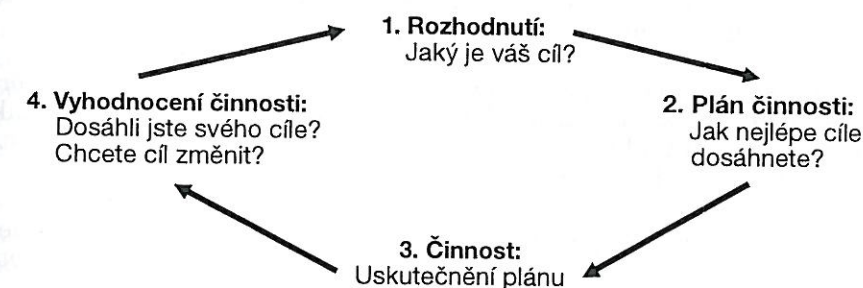 1. Rozhodnutí:
Jaký je váš cíl?
2. Plán činnosti:
Jak nejlépe cíle
dosáhnete?
3. Činnost:
Uskutečnění plánu
4. Vyhodnocení činnosti:
Dosáhli jste svého cíle?
Chcete cíl změnit?